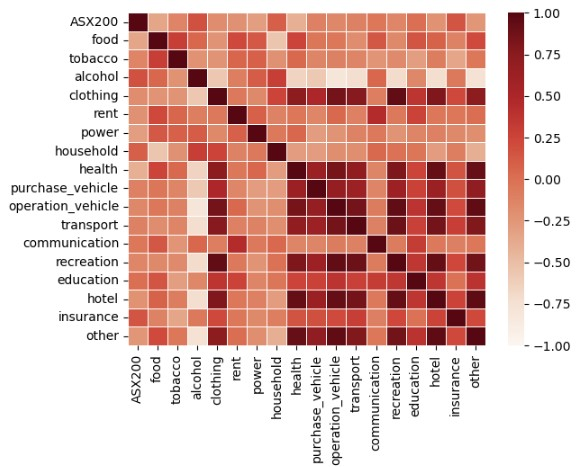 ASX200
food
tobacco
alcohol
clothing
rent
power
household
health
purchase_vehicle
operation_vehicle
transport
communication
recreation
education
hotel
insurance
other
ASX200
food
tobacco
alcohol
clothing
rent
power
household
health
purchase_vehicle
operation_vehicle
transport
communication
recreation
education
hotel
insurance
other
1.00
0.75
0.50
0.25
0.00
−0.25
−0.50
−0.75
−1.00